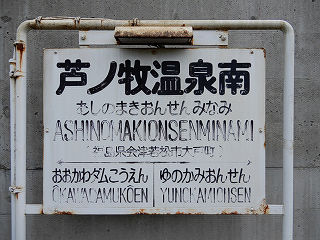 芦ノ牧温泉南
あしのまきおんせんみなみ
ASHINOMAKIONSENMINAMI
(福島県会津若松市大戸町)
おおかわダムこうえん ゆのかみおんせん
ŌKAWADAMUKŌEN YUNOKAMIONSEN